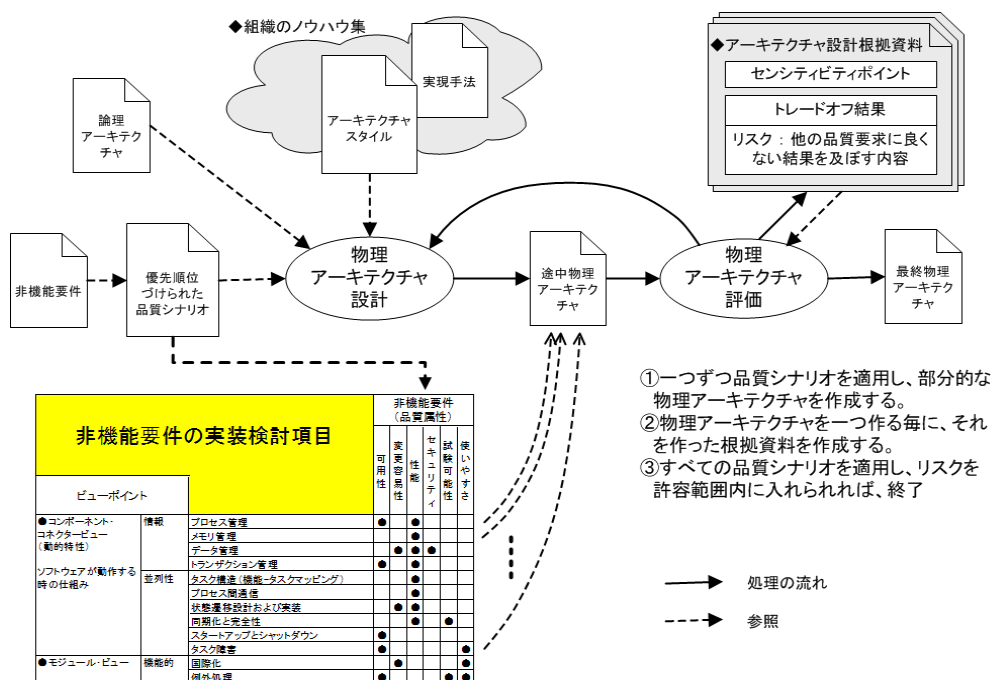 ◆組織のノウハウ集
実現手法
アーキテクチャ
スタイル
◆アーキテクチャ設計根拠資料
センシティビティポイント
トレードオフ結果
リスク：他の品質要求に良く
ない結果を及ぼす内容
論理
アーキテク
チャ
非機能要件
優先順位
づけられた
品質シナリオ
物理
アーキテクチャ
設計
途中物理
アーキテク
チャ
物理
アーキテクチャ
評価
最終物理
アーキテク
チャ
①一つずつ品質シナリオを適用し、部分的な
物理アーキテクチャを作成する。
②物理アーキテクチャを一つ作る毎に、それ
を作った根拠資料を作成する。
③すべての品質シナリオを適用し、リスクを
許容範囲内に入れられれば、終了
処理の流れ
参照
非機能要件の実装検討項目
ビューポイント
非機能要件
（品質属性）
可用性
変更容易性
性能
セキュリティ
試験可能性
使いやすさ
●コンポーネント・
コネクタービュー
（動的特性）
ソフトウェアが動作する
時の仕組み
情報
プロセス管理 ● ●
メモリ管理 ●
データ管理 ● ● ●
トランザクション管理 ● ●
並列性
タスク構造（機能-タスクマッピング） ●
プロセス間通信 ●
状態遷移設計および実装 ● ●
同期化と完全性 ● ●
スタートアップとシャットダウン ●
タスク障害 ● ●
●モジュール・ビュー
機能的
国際化 ● ●
例外処理 ● ● ●